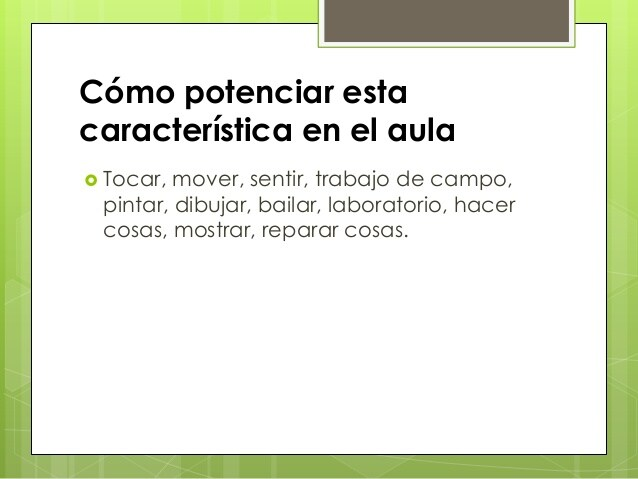 Cómo potenciar esta
característica en el aula
Tocar, mover, sentir, trabajo de campo,
pintar, dibujar, bailar, laboratorio, hacer
cosas, mostrar, reparar cosas.